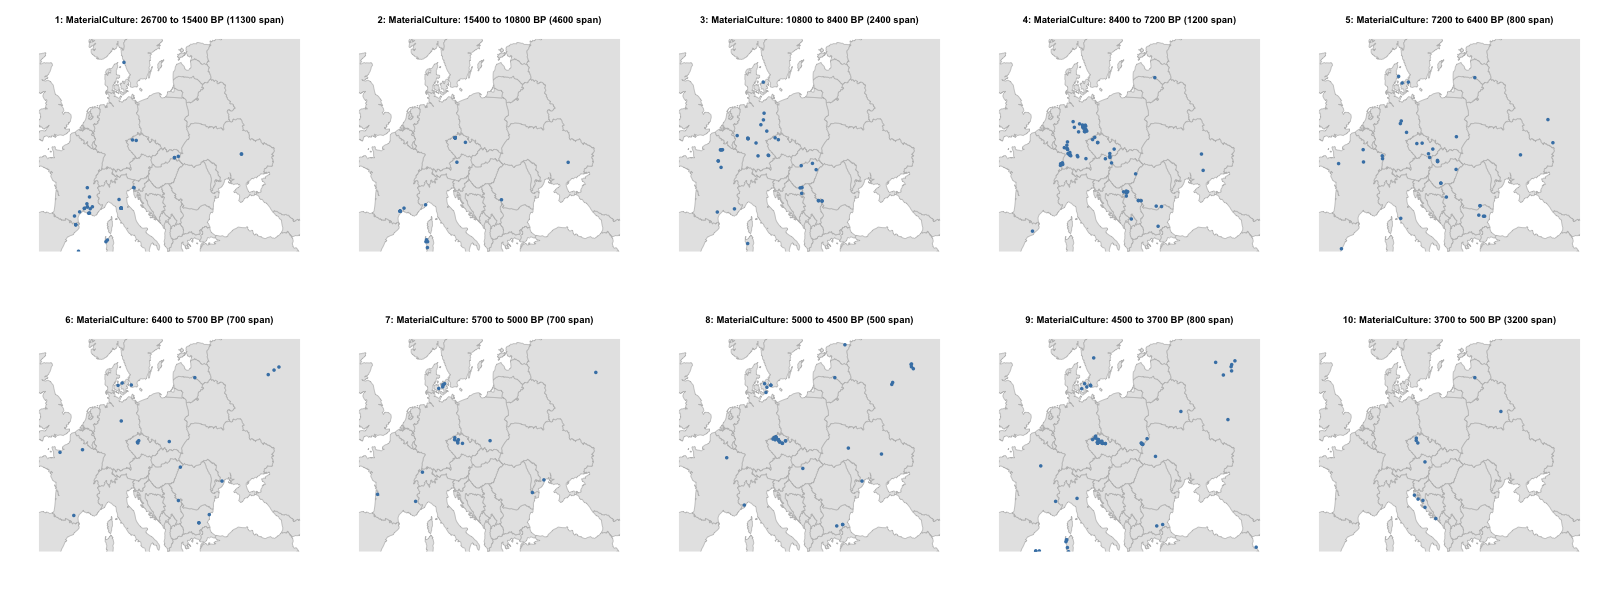 1: MaterialCulture: 26700 to 15400 BP (11300 span)
2: MaterialCulture: 15400 to 10800 BP (4600 span)
3: MaterialCulture: 10800 to 8400 BP (2400 span)
4: MaterialCulture: 8400 to 7200 BP (1200 span)
5: MaterialCulture: 7200 to 6400 BP (800 span)
6: MaterialCulture: 6400 to 5700 BP (700 span)
7: MaterialCulture: 5700 to 5000 BP (700 span)
8: MaterialCulture: 5000 to 4500 BP (500 span)
9: MaterialCulture: 4500 to 3700 BP (800 span)
10: MaterialCulture: 3700 to 500 BP (3200 span)